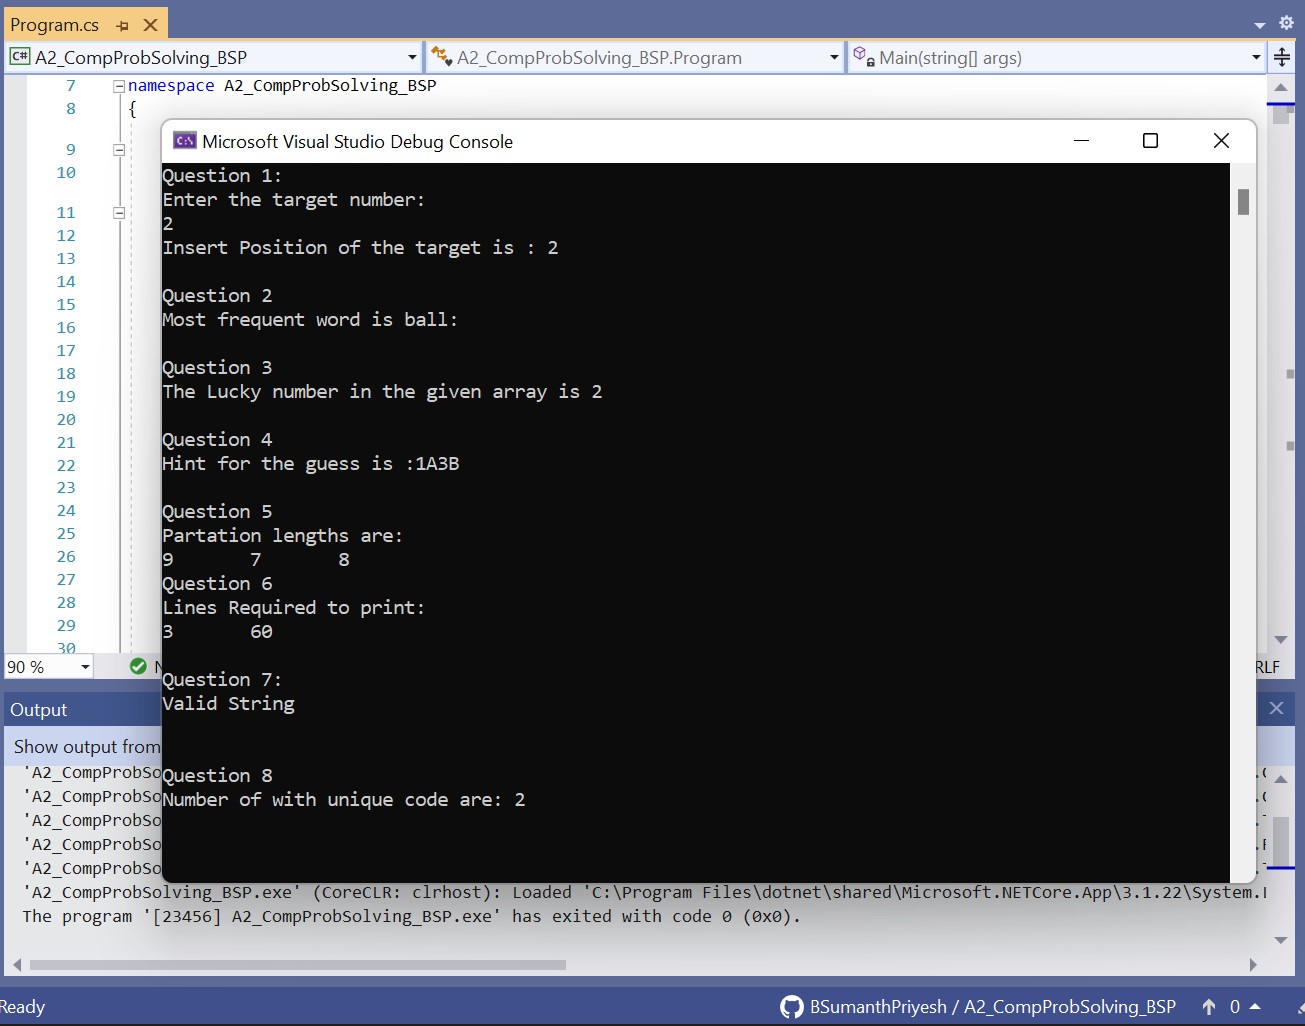 Program.cs
A2_CompProbSolving_BSP
A2_CompProbSolving_BSP.Program
Main(string[] args)
7 namespace A2_CompProbSolving_BSP
8 {
9
10
11
12
13
14
15
16
17
18
19
20
21
22
23
24
25
26
27
28
29
30
Microsoft Visual Studio Debug Console
Question 1:
Enter the target number:
2
Insert Position of the target is : 2
Question 2
Most frequent word is ball:
Question 3
The Lucky number in the given array is 2
Question 4
Hint for the guess is :1A3B
Question 5
Partation lengths are:
9 7 8
Question 6
Lines Required to print:
3 60
Question 7:
Valid String
Question 8
Number of with unique code are: 2
90 %
Output
Show output from
'A2_CompProbSo
'A2_CompProbSo
'A2_CompProbSo
'A2_CompProbSo
'A2_CompProbSo
'A2_CompProbSolving_BSP.exe' (CoreCLR: clrhost): Loaded 'C:\Program Files\dotnet\shared\Microsoft.NETCore.App\3.1.22\System.
The program '[23456] A2_CompProbSolving_BSP.exe' has exited with code 0 (0x0).
Ready
BSumanthPriyesh / A2_CompProbSolving_BSP
0